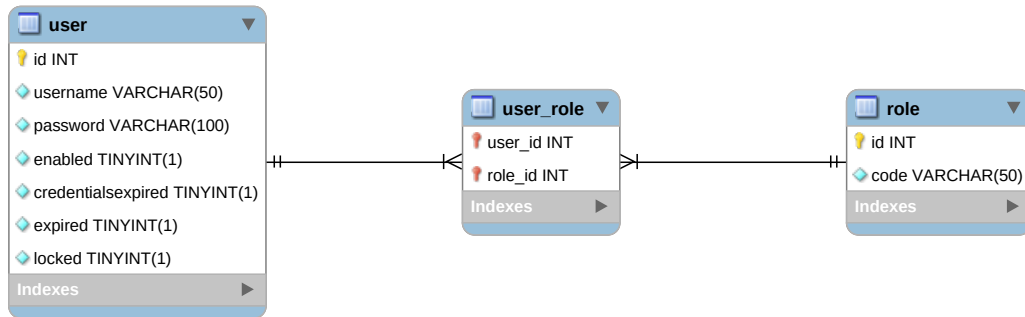 user
id INT
username VARCHAR(50)
password VARCHAR(100)
enabled TINYINT(1)
credentialsexpired TINYINT(1)
expired TINYINT(1)
locked TINYINT(1)
Indexes
user_role
user_id INT
role_id INT
Indexes
role
id INT
code VARCHAR(50)
Indexes